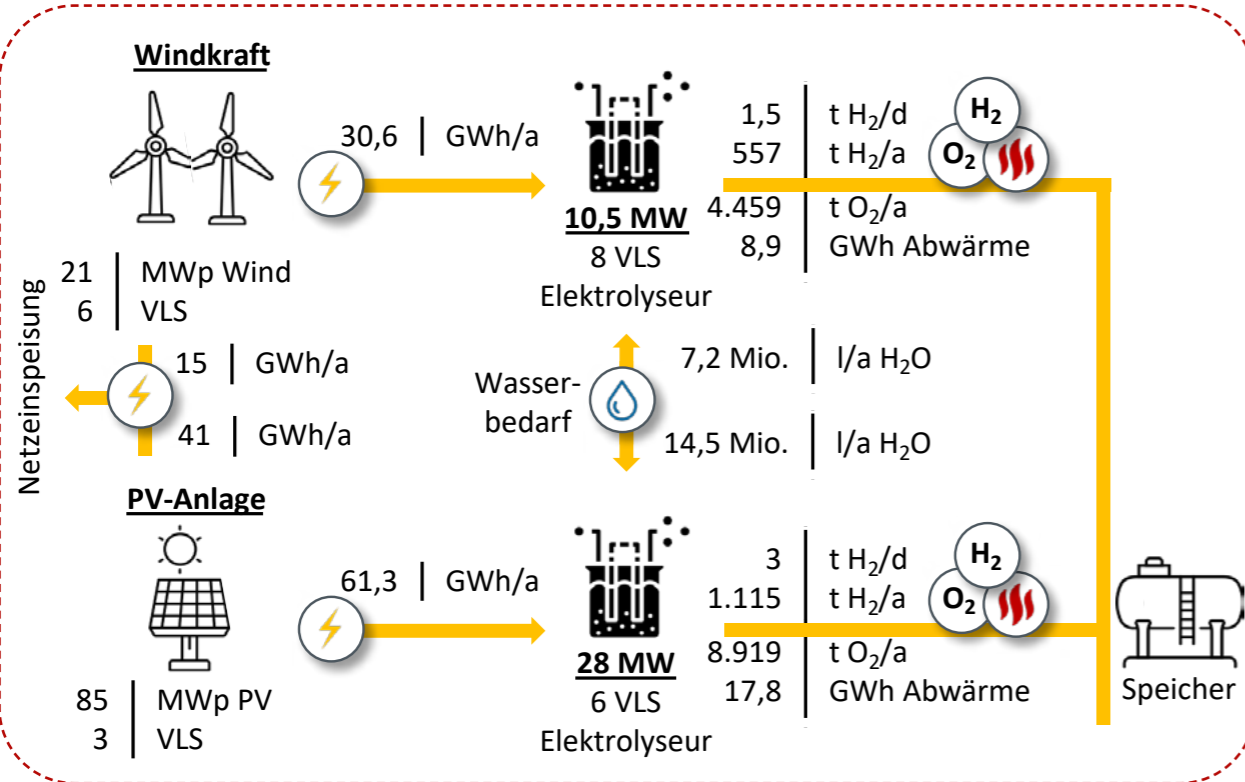 Windkraft
30,6 GWh/a
21 MWp Wind
6 VLS
Netzeinspeisung
15 GWh/a
41 GWh/a
PV-Anlage
61,3 GWh/a
85 MWp PV
3 VLS
10,5 MW
8 VLS
Elektrolyseur
1,5 t H₂/d
557 t H₂/a
4.459 t O₂/a
8,9 GWh Abwärme
H₂
O₂
Wasser-
bedarf
7,2 Mio. l/a H₂O
14,5 Mio. l/a H₂O
28 MW
6 VLS
Elektrolyseur
3 t H₂/d
1.115 t H₂/a
8.919 t O₂/a
17,8 GWh Abwärme
H₂
O₂
Speicher